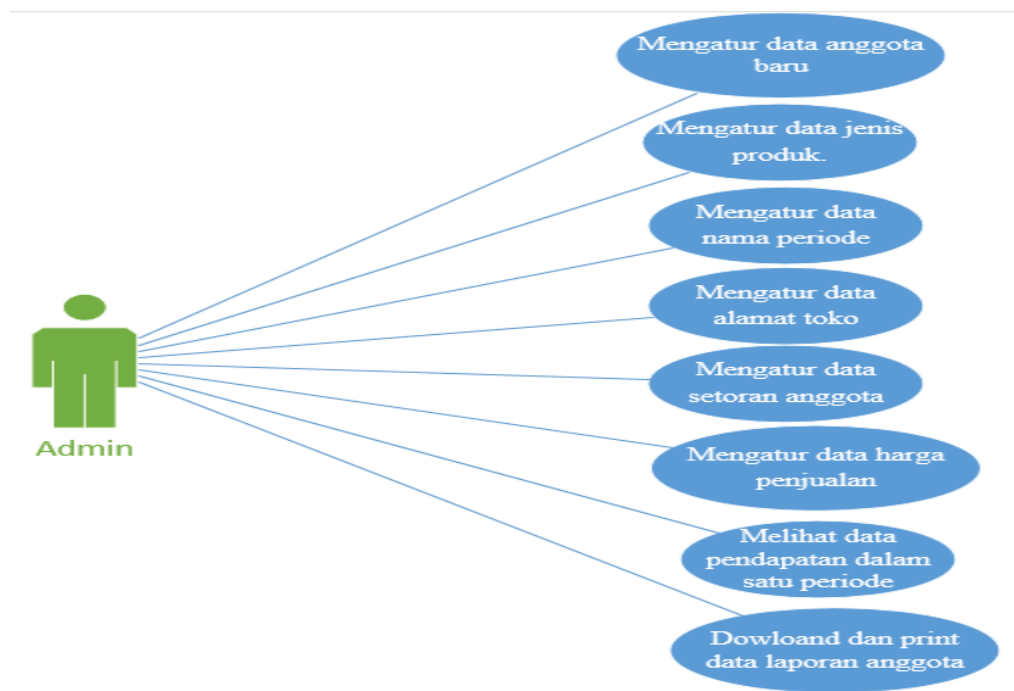 Mengatur data anggota
baru
Mengatur data jenis
produk.
Mengatur data
nama periode
Mengatur data
alamat toko
Mengatur data
setoran anggota
Mengatur data harga
penjualan
Melihat data
pendapatan dalam
satu periode
Dowloand dan print
data laporan anggota
Admin